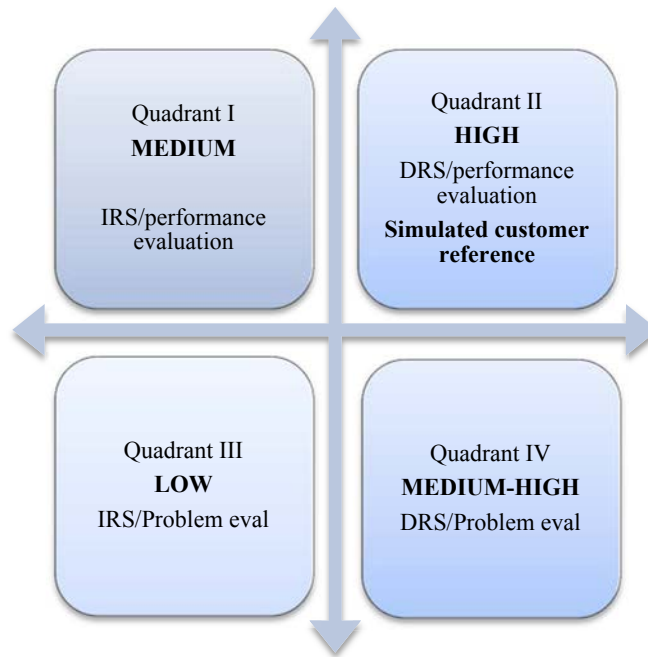 Quadrant I
MEDIUM
IRS/performance
evaluation
Quadrant II
HIGH
DRS/performance
evaluation
Simulated customer
reference
Quadrant III
LOW
IRS/Problem eval
Quadrant IV
MEDIUM-HIGH
DRS/Problem eval